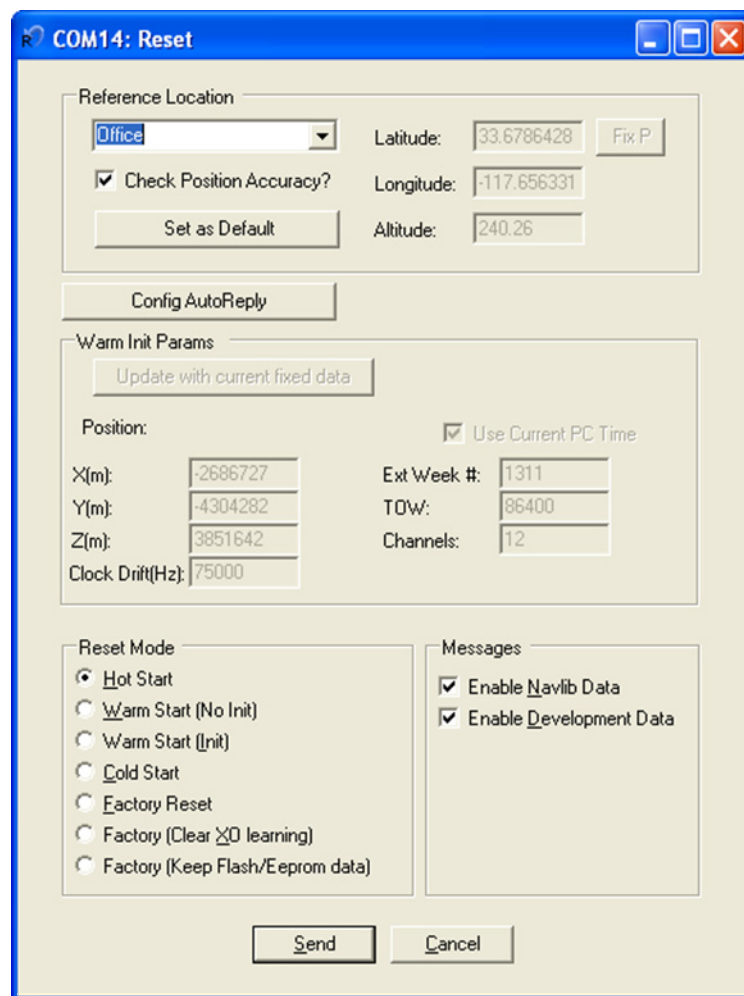 COM14: Reset
Reference Location
Office
Latitude: 33.6786428 Fix P
Check Position Accuracy?
Longitude: -117.656331
Set as Default
Altitude: 240.26
Config AutoReply
Warm Init Params
Update with current fixed data
Position:
Use Current PC Time
X(m): -2686727
Ext Week #: 1311
Y(m): -4304282
TOW: 86400
Z(m): 3851642
Channels: 12
Clock Drift(Hz): 75000
Reset Mode
Hot Start
Warm Start (No Init)
Warm Start (Init)
Cold Start
Factory Reset
Factory (Clear XO learning)
Factory (Keep Flash/Eeprom data)
Messages
Enable Navlib Data
Enable Development Data
Send
Cancel